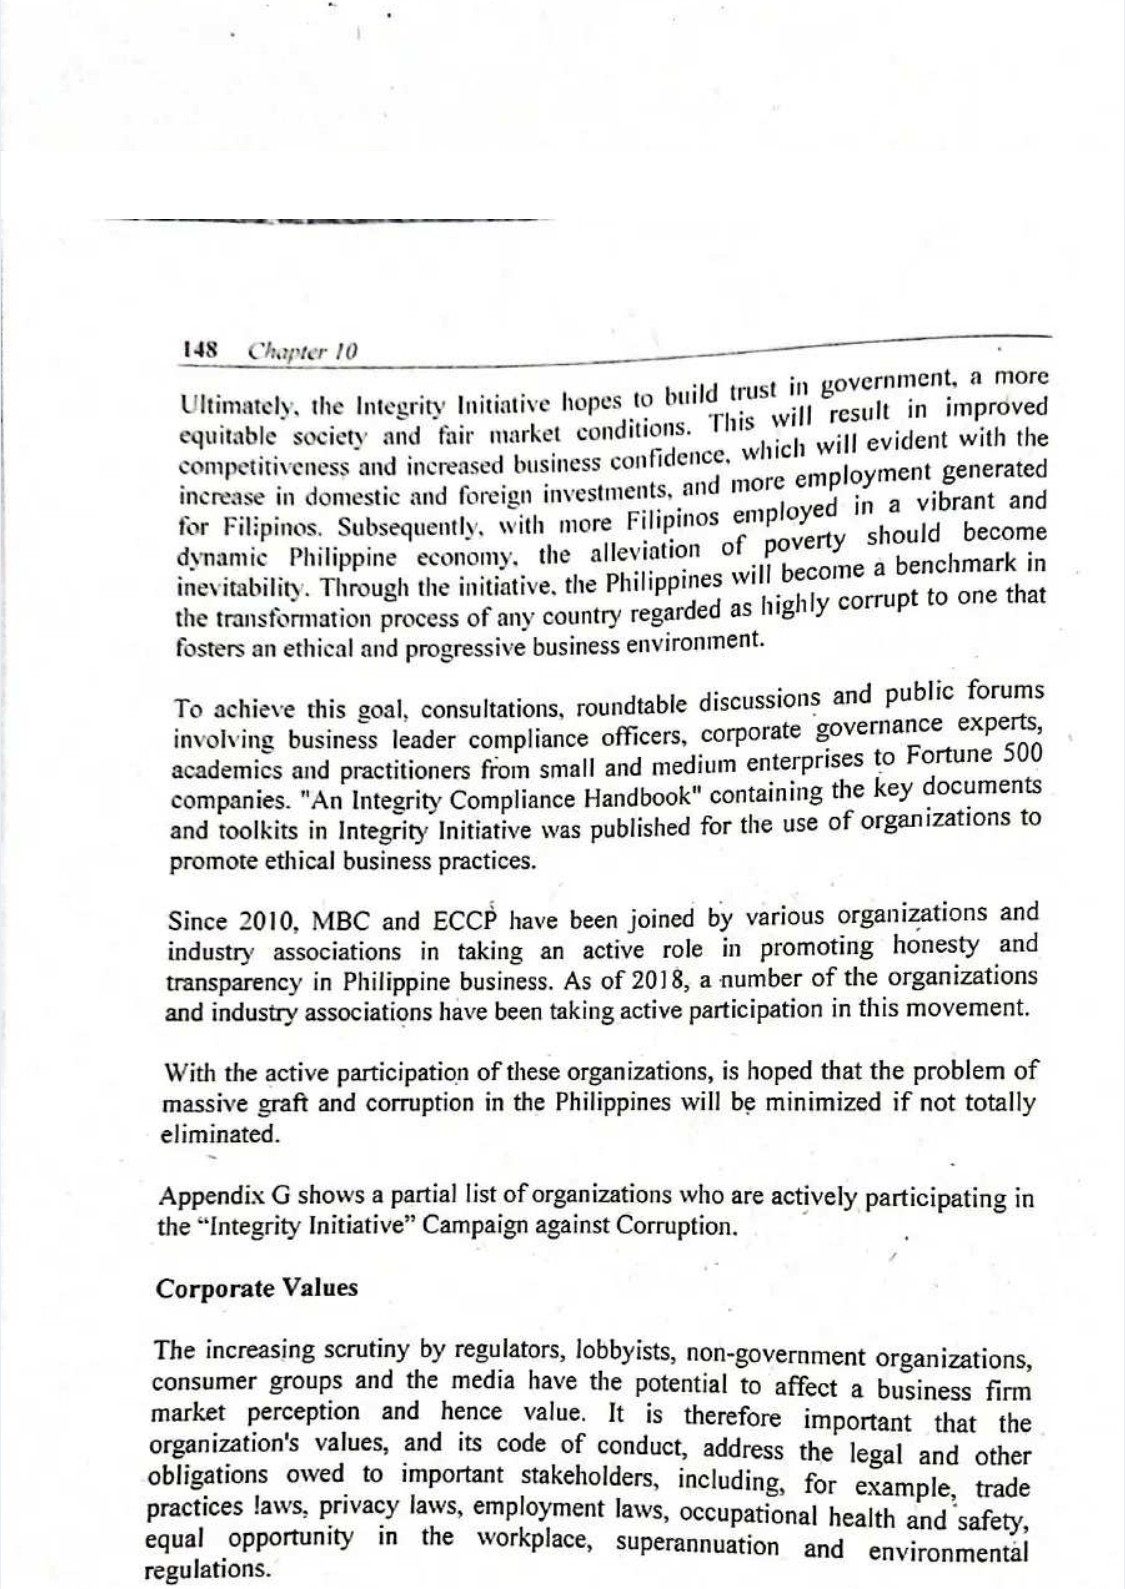 148 Chapter 10
Ultimately, the Integrity Initiative hopes to build trust in government, a more
equitable society and fair market conditions. This will result in improved
competitiveness and increased business confidence, which will evident with the
increase in domestic and foreign investments, and more employment generated
for Filipinos. Subsequently, with more Filipinos employed in a vibrant and
dynamic Philippine economy, the alleviation of poverty should become
inevitability. Through the initiative, the Philippines will become a benchmark in
the transformation process of any country regarded as highly corrupt to one that
fosters an ethical and progressive business environment.
To achieve this goal, consultations, roundtable discussions and public forums
involving business leader compliance officers, corporate governance experts,
academics and practitioners from small and medium enterprises to Fortune 500
companies. "An Integrity Compliance Handbook" containing the key documents
and toolkits in Integrity Initiative was published for the use of organizations to
promote ethical business practices.
Since 2010, MBC and ECCP have been joined by various organizations and
industry associations in taking an active role in promoting honesty and
transparency in Philippine business. As of 2018, a number of the organizations
and industry associations have been taking active participation in this movement.
With the active participation of these organizations, is hoped that the problem of
massive graft and corruption in the Philippines will be minimized if not totally
eliminated.
Appendix G shows a partial list of organizations who are actively participating in
the “Integrity Initiative” Campaign against Corruption.
Corporate Values
The increasing scrutiny by regulators, lobbyists, non-government organizations,
consumer groups and the media have the potential to affect a business firm
market perception and hence value. It is therefore important that the
organization's values, and its code of conduct, address the legal and other
obligations owed to important stakeholders, including, for example, trade
practices laws, privacy laws, employment laws, occupational health and safety,
equal opportunity in the workplace, superannuation and environmental
regulations.